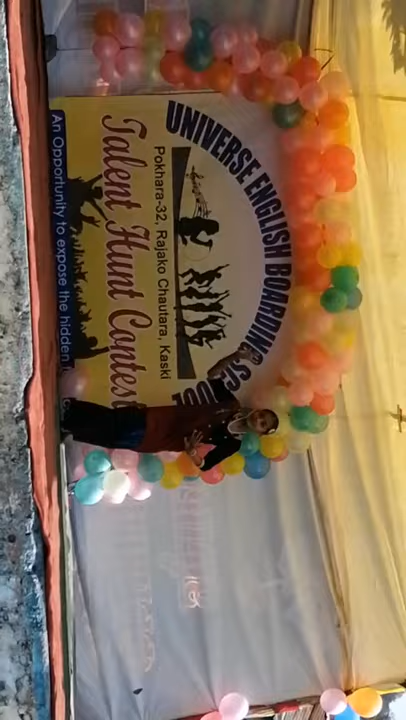 UNIVERSE ENGLISH BOARDING
Pokhara-32, Rajako Chautara, Kaski
Talent Hunt Contest
An Opportunity to expose the hidden